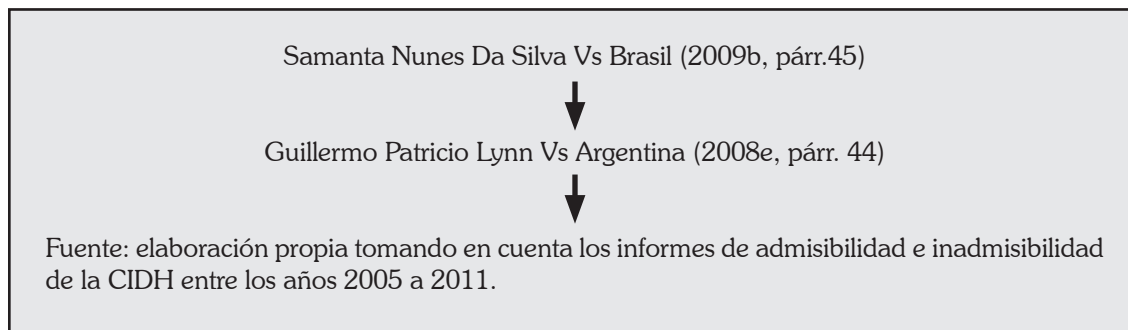 Samanta Nunes Da Silva Vs Brasil (2009b, párr.45)
Guillermo Patricio Lynn Vs Argentina (2008e, párr. 44)
Fuente: elaboración propia tomando en cuenta los informes de admisibilidad e inadmisibilidad
de la CIDH entre los años 2005 a 2011.